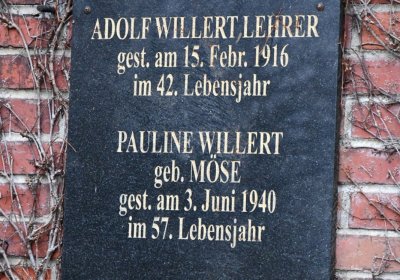 ADOLF WILLERT, LEHRER
gest. am 15. Febr. 1916
im 42. Lebensjahr
PAULINE WILLERT
geb. MÖSE
gest. am 3. Juni 1940
im 57. Lebensjahr